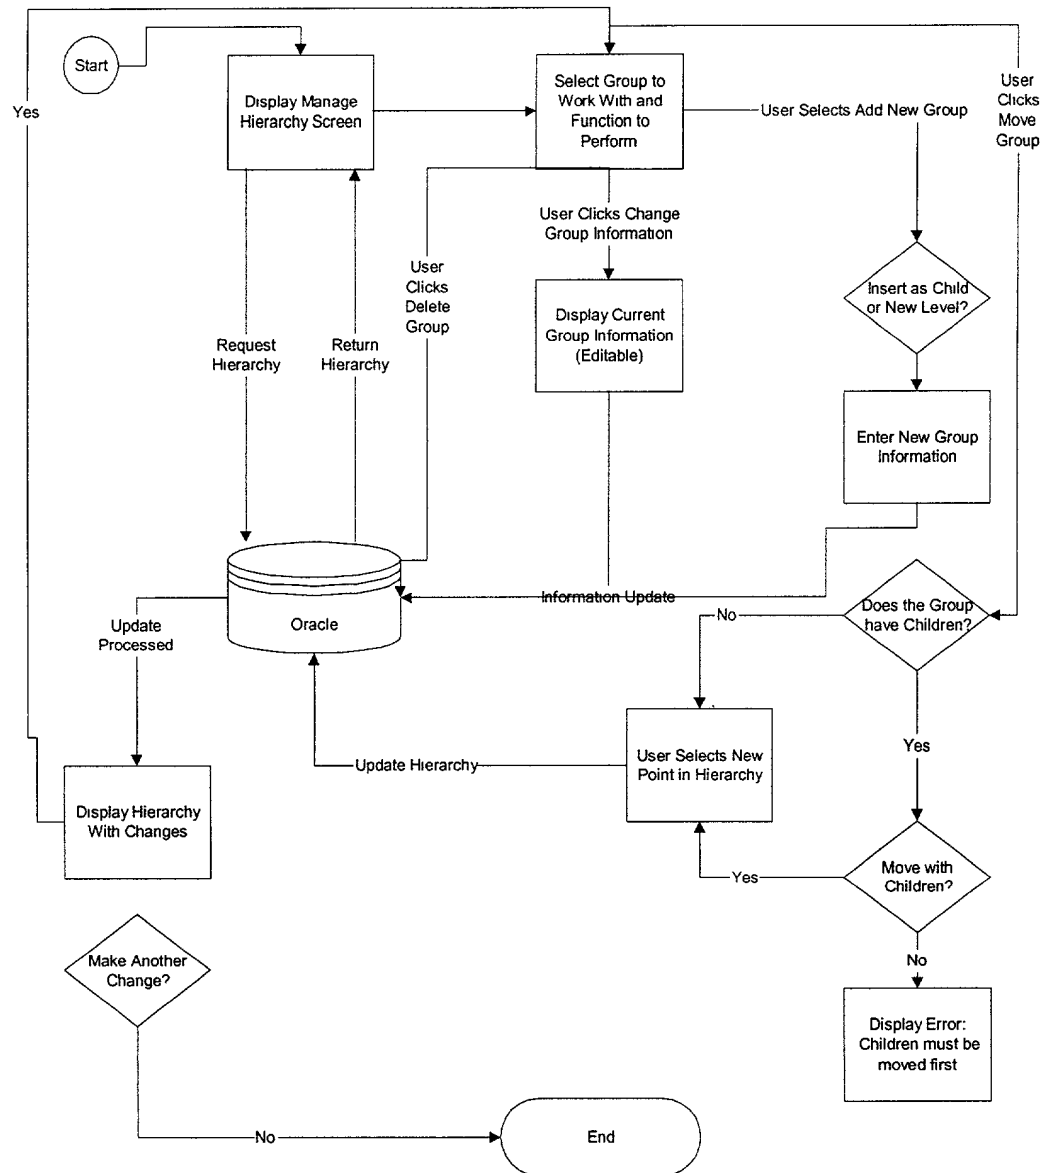 Start
Yes
Display Manage
Hierarchy Screen
Select Group to
Work With and
Function to
Perform
User Selects Add New Group
User
Clicks
Move
Group
User Clicks Change
Group Information
User
Clicks
Delete
Group
Insert as Child
or New Level?
Display Current
Group Information
(Editable)
Request
Hierarchy
Return
Hierarchy
Enter New Group
Information
Information Update
Oracle
Does the Group
have Children?
No
Update
Processed
Yes
User Selects New
Point in Hierarchy
Update Hierarchy
Display Hierarchy
With Changes
Yes
Move with
Children?
No
Make Another
Change?
Display Error:
Children must be
moved first
No
End